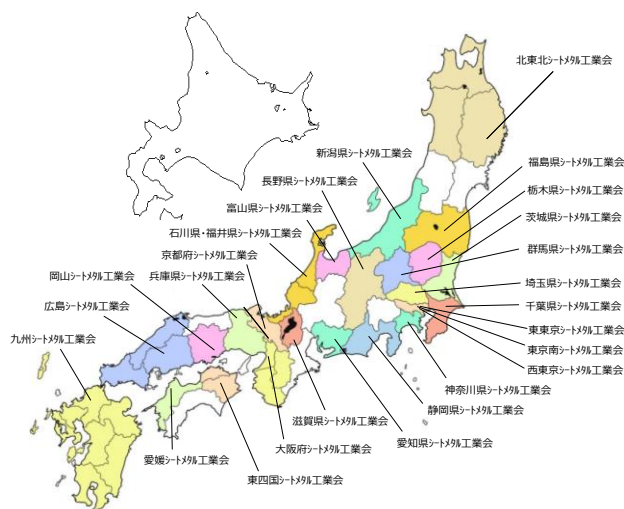 北東北ｼｰﾄﾒﾀﾙ工業会
新潟県ｼｰﾄﾒﾀﾙ工業会
福島県ｼｰﾄﾒﾀﾙ工業会
長野県ｼｰﾄﾒﾀﾙ工業会
栃木県ｼｰﾄﾒﾀﾙ工業会
富山県ｼｰﾄﾒﾀﾙ工業会
茨城県ｼｰﾄﾒﾀﾙ工業会
石川県・福井県ｼｰﾄﾒﾀﾙ工業会
群馬県ｼｰﾄﾒﾀﾙ工業会
京都府ｼｰﾄﾒﾀﾙ工業会
岡山ｼｰﾄﾒﾀﾙ工業会
兵庫県ｼｰﾄﾒﾀﾙ工業会
埼玉県ｼｰﾄﾒﾀﾙ工業会
広島ｼｰﾄﾒﾀﾙ工業会
千葉県ｼｰﾄﾒﾀﾙ工業会
東東京ｼｰﾄﾒﾀﾙ工業会
九州ｼｰﾄﾒﾀﾙ工業会
東京南ｼｰﾄﾒﾀﾙ工業会
西東京ｼｰﾄﾒﾀﾙ工業会
神奈川県ｼｰﾄﾒﾀﾙ工業会
静岡県ｼｰﾄﾒﾀﾙ工業会
滋賀県ｼｰﾄﾒﾀﾙ工業会
愛知県ｼｰﾄﾒﾀﾙ工業会
大阪府ｼｰﾄﾒﾀﾙ工業会
愛媛ｼｰﾄﾒﾀﾙ工業会
東四国ｼｰﾄﾒﾀﾙ工業会